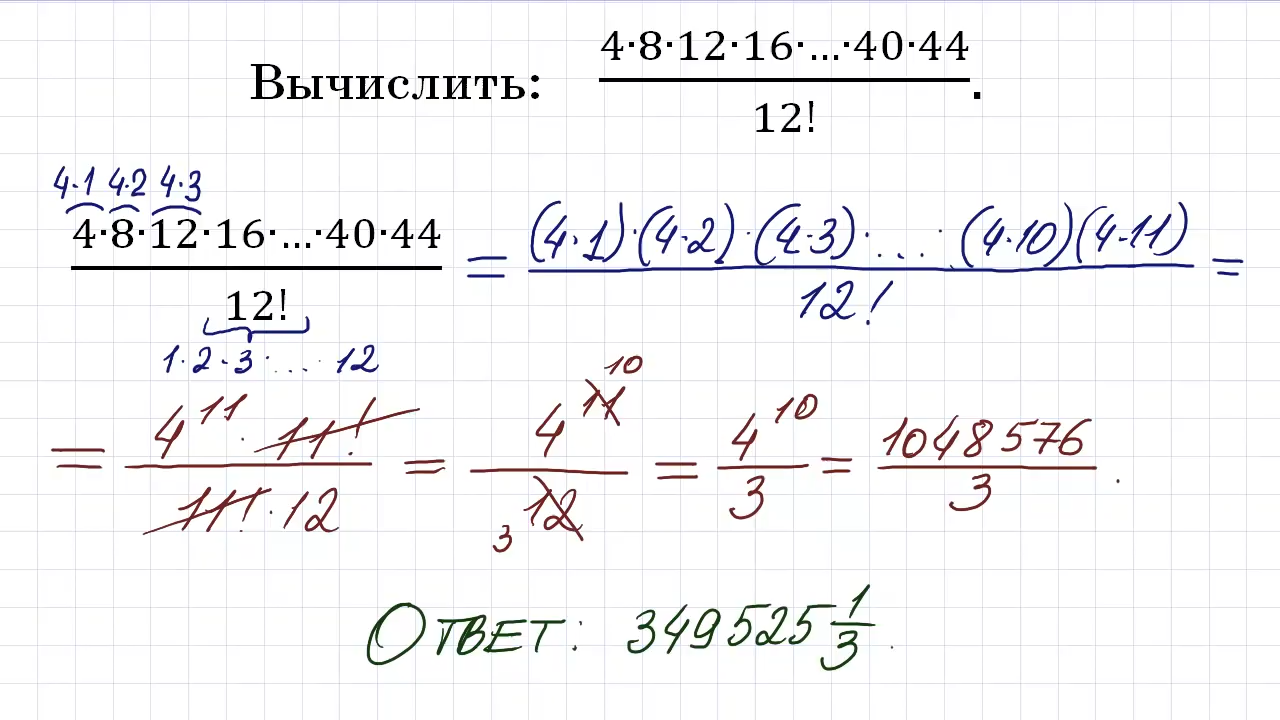 Вычислить: (4·8·12·16·…·40·44)/12!.
4·1 4·2 4·3
(4·8·12·16·…·40·44)/12! = ((4·1)·(4·2)·(4·3)·…·(4·10)(4·11))/12! =
1·2·3·…·12
= (4^11·11!)/(11!·12) = 4^11/12 = 4^10/3 = 1048576/3.
10
3
Ответ: 349525 1/3.